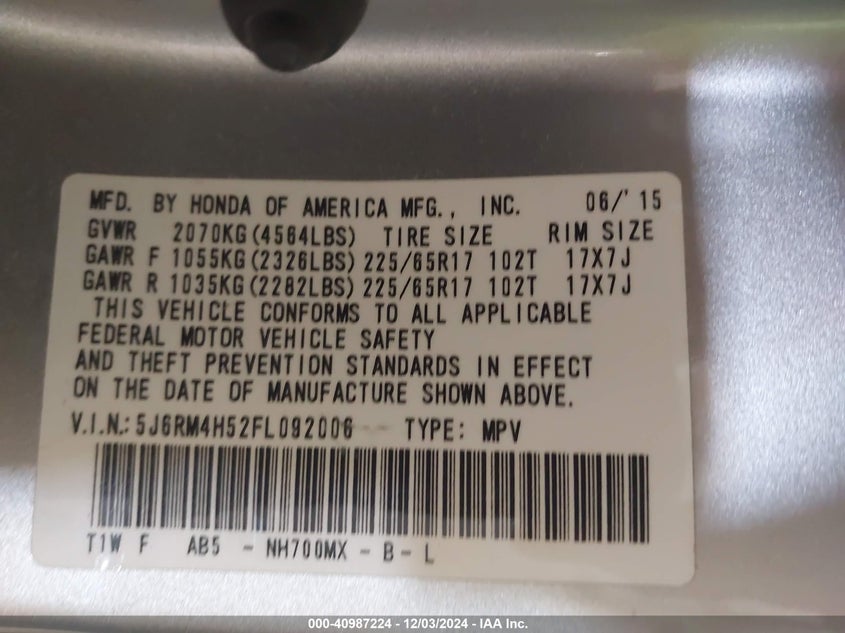 MFD. BY HONDA OF AMERICA MFG., INC. 06/'15
GVWR 2070KG(4564LBS) TIRE SIZE RIM SIZE
GAWR F 1055KG(2326LBS) 225/65R17 102T 17X7J
GAWR R 1035KG(2282LBS) 225/65R17 102T 17X7J
THIS VEHICLE CONFORMS TO ALL APPLICABLE
FEDERAL MOTOR VEHICLE SAFETY
AND THEFT PREVENTION STANDARDS IN EFFECT
ON THE DATE OF MANUFACTURE SHOWN ABOVE.
V.I.N.: 5J6RM4H52FL092006 TYPE: MPV
T1W F AB5 - NH700MX - B - L
000-40987224 - 12/03/2024 - IAA Inc.